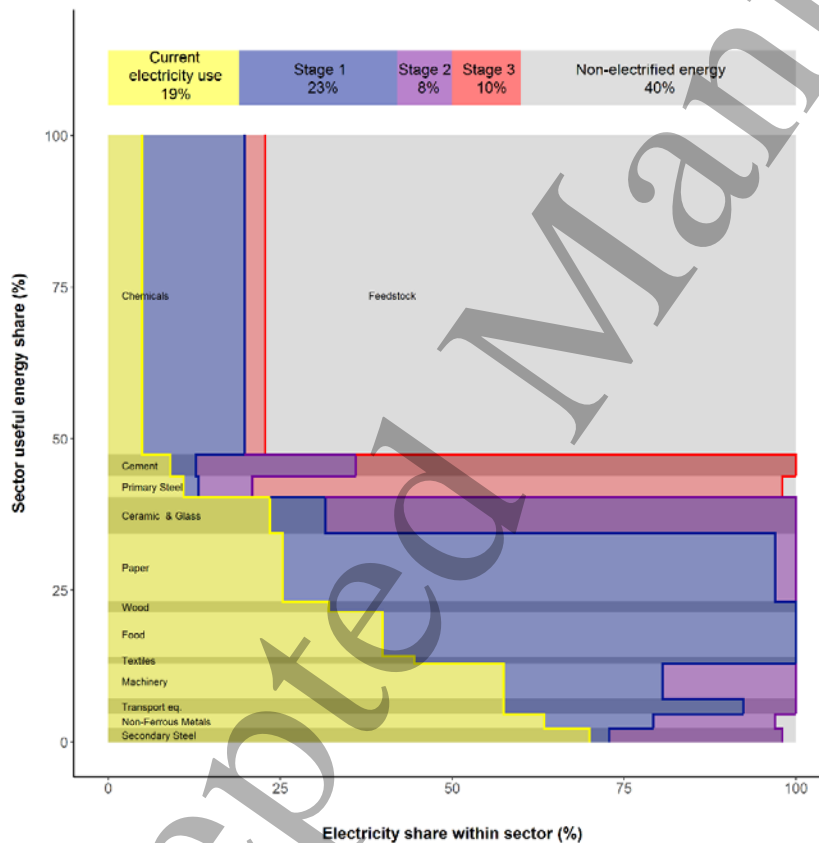 Current
electricity use
19%
Stage 1
23%
Stage 2
8%
Stage 3
10%
Non-electrified energy
40%
100
75
50
25
0
Sector useful energy share (%)
Chemicals
Feedstock
Cement
Primary Steel
Ceramic & Glass
Paper
Wood
Food
Textiles
Machinery
Transport eq.
Non-Ferrous Metals
Secondary Steel
0
25
50
75
100
Electricity share within sector (%)